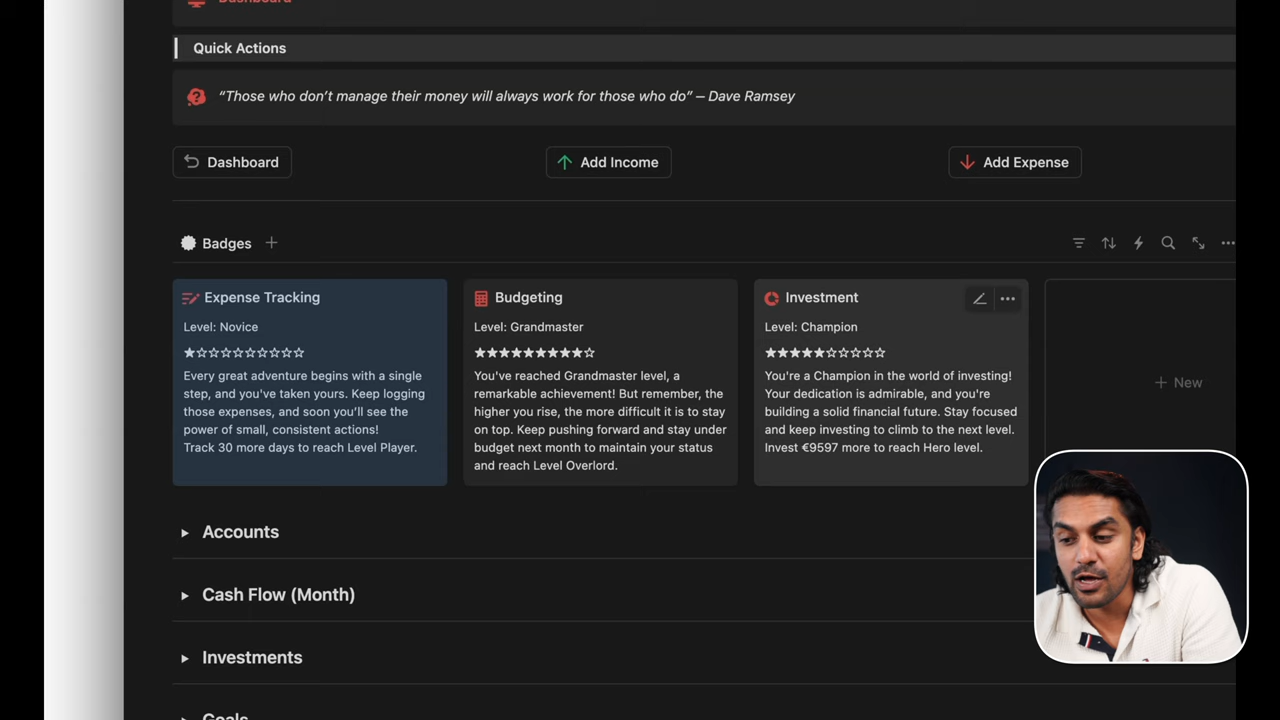 Dashboard
Quick Actions
“Those who don’t manage their money will always work for those who do” – Dave Ramsey
Dashboard
Add Income
Add Expense
Badges
Expense Tracking
Level: Novice
★☆☆☆☆☆☆☆☆☆
Every great adventure begins with a single
step, and you've taken yours. Keep logging
those expenses, and soon you’ll see the
power of small, consistent actions!
Track 30 more days to reach Level Player.
Budgeting
Level: Grandmaster
★★★★★★★★★☆
You've reached Grandmaster level, a
remarkable achievement! But remember, the
higher you rise, the more difficult it is to stay
on top. Keep pushing forward and stay under
budget next month to maintain your status
and reach Level Overlord.
Investment
Level: Champion
★★★★★☆☆☆☆☆
You're a Champion in the world of investing!
Your dedication is admirable, and you're
building a solid financial future. Stay focused
and keep investing to climb to the next level.
Invest €9597 more to reach Hero level.
New
Accounts
Cash Flow (Month)
Investments
Goals